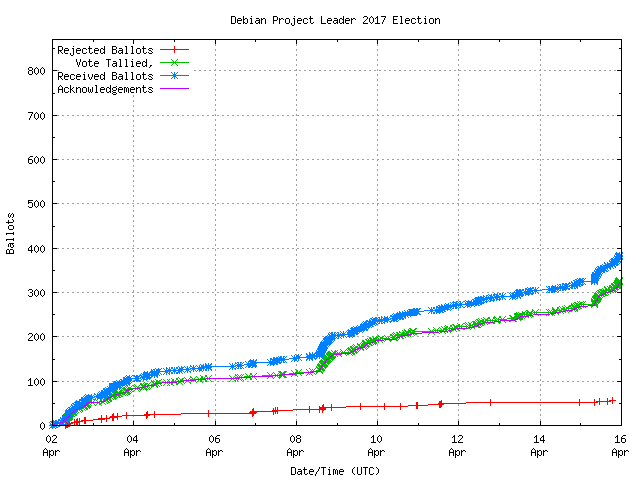 Debian Project Leader 2017 Election
Rejected Ballots
Vote Tallied,
Received Ballots
Acknowledgements
800
700
600
500
400
300
200
100
0
Ballots
02 Apr
04 Apr
06 Apr
08 Apr
10 Apr
12 Apr
14 Apr
16 Apr
Date/Time (UTC)